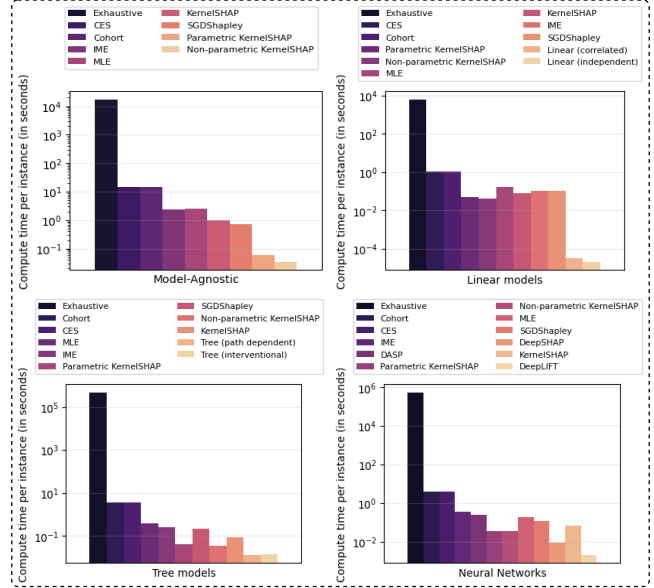 Exhaustive
CES
Cohort
IME
MLE
KernelSHAP
SGDShapley
Parametric KernelSHAP
Non-parametric KernelSHAP
Compute time per instance (in seconds)
10^4
10^3
10^2
10^1
10^0
10^-1
Model-Agnostic
Exhaustive
CES
Cohort
Parametric KernelSHAP
Non-parametric KernelSHAP
MLE
KernelSHAP
IME
SGDShapley
Linear (correlated)
Linear (independent)
Compute time per instance (in seconds)
10^4
10^2
10^0
10^-2
10^-4
Linear models
Exhaustive
Cohort
CES
MLE
IME
Parametric KernelSHAP
SGDShapley
Non-parametric KernelSHAP
KernelSHAP
Tree (path dependent)
Tree (interventional)
Compute time per instance (in seconds)
10^5
10^3
10^1
10^-1
Tree models
Exhaustive
Cohort
CES
IME
DASP
Parametric KernelSHAP
Non-parametric KernelSHAP
MLE
SGDShapley
DeepSHAP
KernelSHAP
DeepLIFT
Compute time per instance (in seconds)
10^6
10^4
10^2
10^0
10^-2
Neural Networks